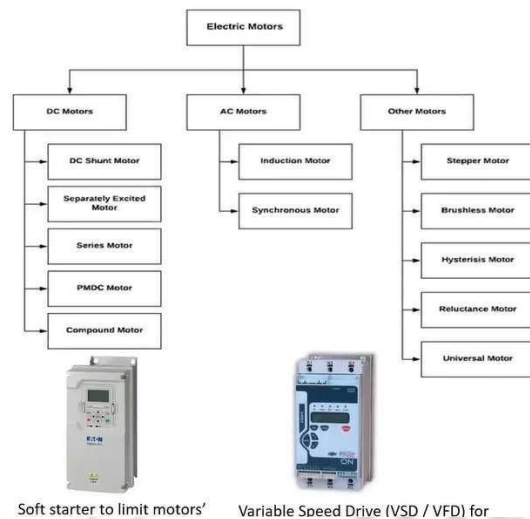 Electric Motors
DC Motors
AC Motors
Other Motors
DC Shunt Motor
Separately Excited
Motor
Series Motor
PMDC Motor
Compound Motor
Induction Motor
Synchronous Motor
Stepper Motor
Brushless Motor
Hysterisis Motor
Reluctance Motor
Universal Motor
EATON
ON
Soft starter to limit motors'
Variable Speed Drive (VSD / VFD) for